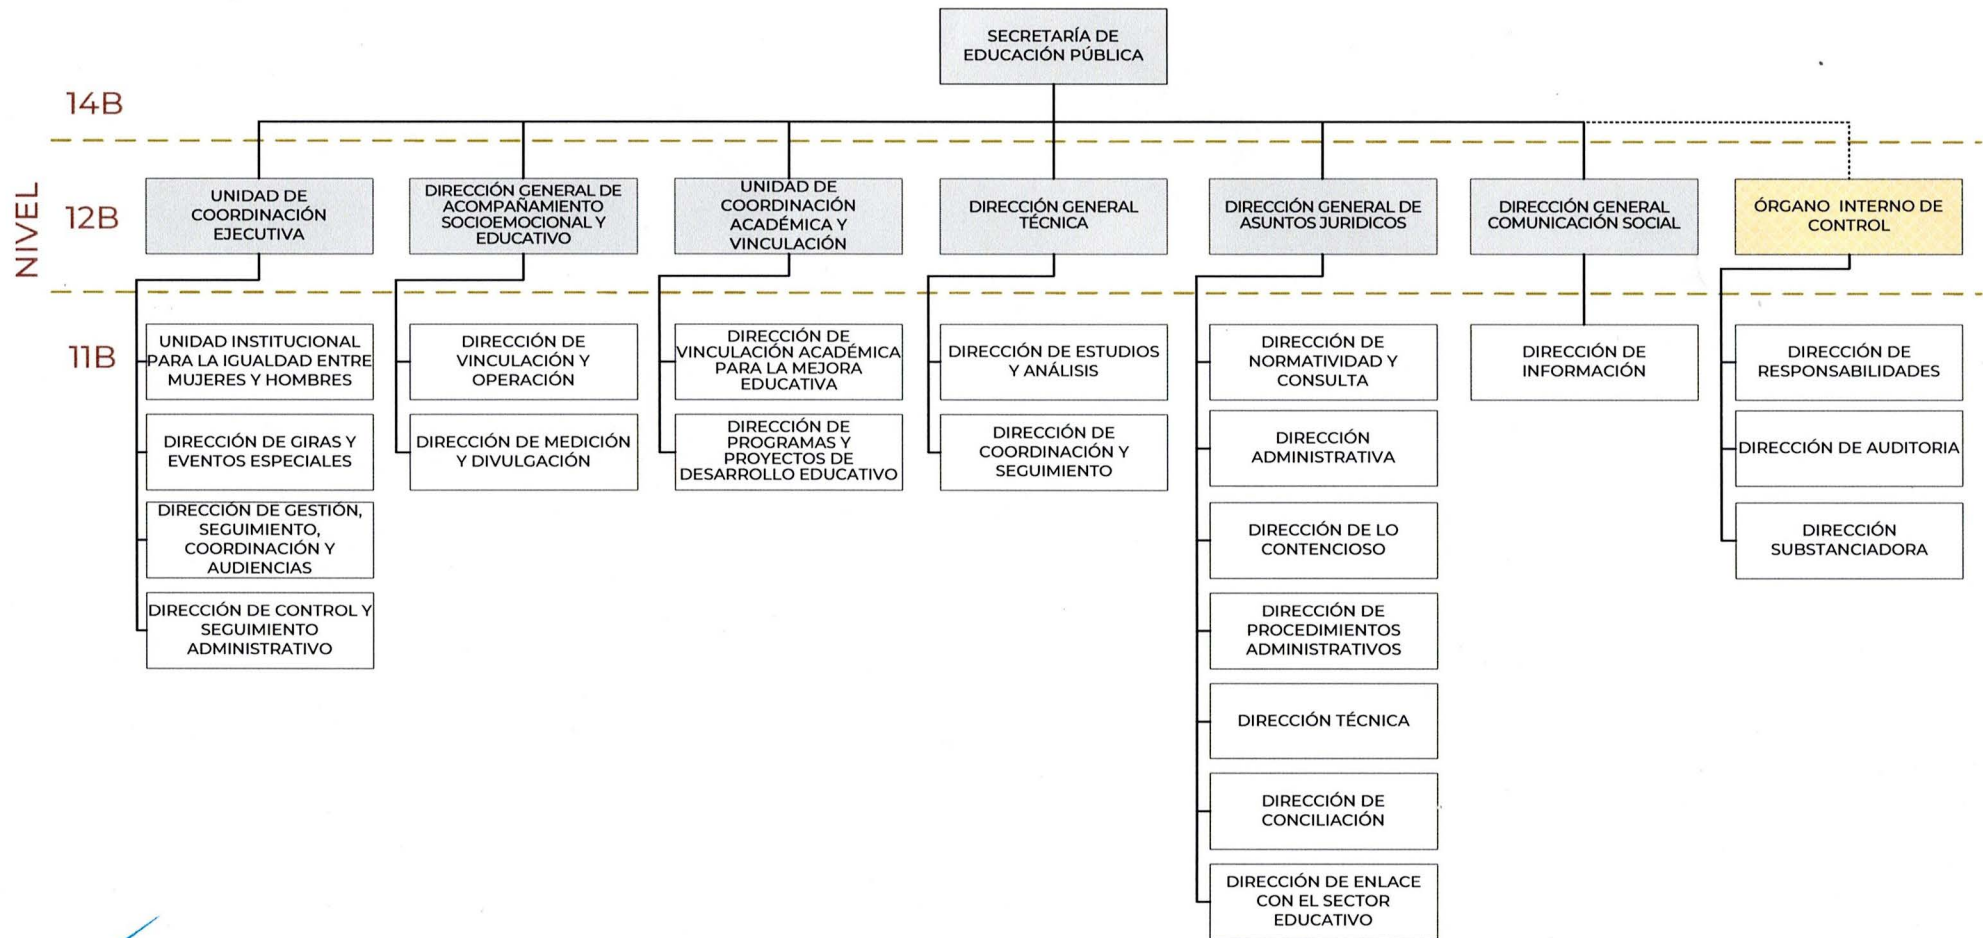 SECRETARÍA DE
EDUCACIÓN PÚBLICA
14B
NIVEL
12B
UNIDAD DE
COORDINACIÓN
EJECUTIVA
DIRECCIÓN GENERAL DE
ACOMPAÑAMIENTO
SOCIOEMOCIONAL Y
EDUCATIVO
UNIDAD DE
COORDINACIÓN
ACADÉMICA Y
VINCULACIÓN
DIRECCIÓN GENERAL
TÉCNICA
DIRECCIÓN GENERAL DE
ASUNTOS JURIDICOS
DIRECCIÓN GENERAL
COMUNICACIÓN SOCIAL
ÓRGANO INTERNO DE
CONTROL
11B
UNIDAD INSTITUCIONAL
PARA LA IGUALDAD ENTRE
MUJERES Y HOMBRES
DIRECCIÓN DE GIRAS Y
EVENTOS ESPECIALES
DIRECCIÓN DE GESTIÓN,
SEGUIMIENTO,
COORDINACIÓN Y
AUDIENCIAS
DIRECCIÓN DE CONTROL Y
SEGUIMIENTO
ADMINISTRATIVO
DIRECCIÓN DE
VINCULACIÓN Y
OPERACIÓN
DIRECCIÓN DE MEDICIÓN
Y DIVULGACIÓN
DIRECCIÓN DE
VINCULACIÓN ACADÉMICA
PARA LA MEJORA
EDUCATIVA
DIRECCIÓN DE
PROGRAMAS Y
PROYECTOS DE
DESARROLLO EDUCATIVO
DIRECCIÓN DE ESTUDIOS
Y ANÁLISIS
DIRECCIÓN DE
COORDINACIÓN Y
SEGUIMIENTO
DIRECCIÓN DE
NORMATIVIDAD Y
CONSULTA
DIRECCIÓN
ADMINISTRATIVA
DIRECCIÓN DE LO
CONTENCIOSO
DIRECCIÓN DE
PROCEDIMIENTOS
ADMINISTRATIVOS
DIRECCIÓN TÉCNICA
DIRECCIÓN DE
CONCILIACIÓN
DIRECCIÓN DE ENLACE
CON EL SECTOR
EDUCATIVO
DIRECCIÓN DE
INFORMACIÓN
DIRECCIÓN DE
RESPONSABILIDADES
DIRECCIÓN DE AUDITORIA
DIRECCIÓN
SUBSTANCIADORA